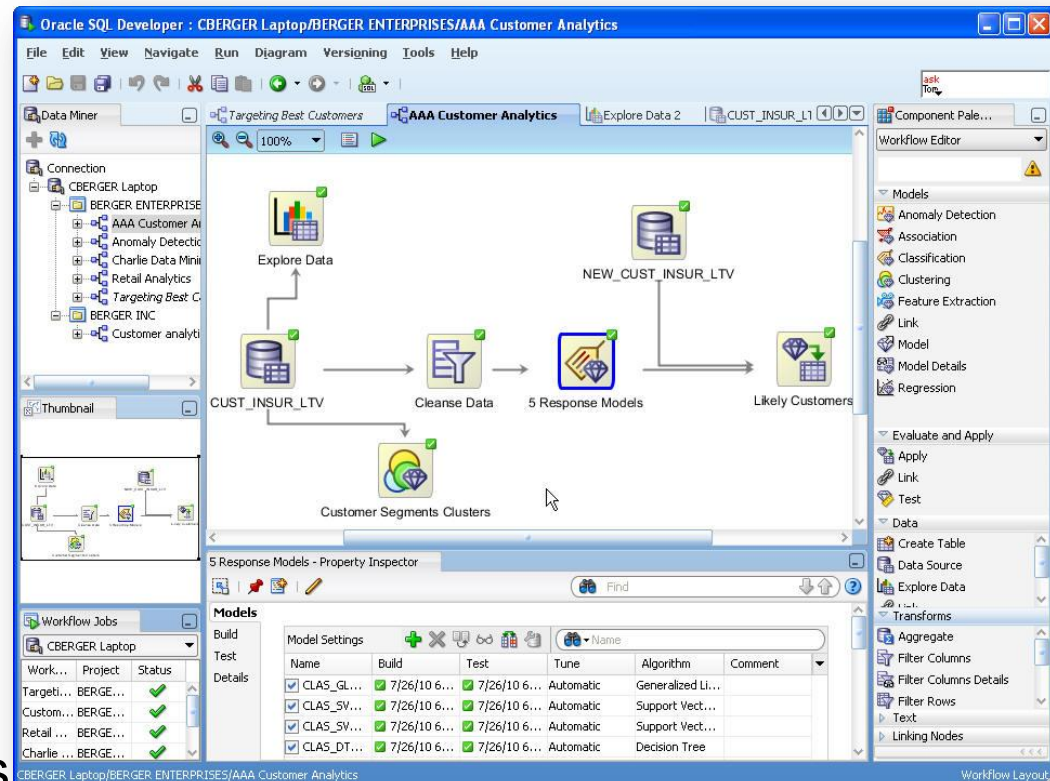 Oracle SQL Developer : CBERGER Laptop/BERGER ENTERPRISES/AAA Customer Analytics
File Edit View Navigate Run Diagram Versioning Tools Help
ask
Tom
Data Miner
Connection
CBERGER Laptop
BERGER ENTERPRISE
AAA Customer A
Anomaly Detectic
Charlie Data Mini
Retail Analytics
Targeting Best C
BERGER INC
Customer analyti
Thumbnail
Workflow Jobs
CBERGER Laptop
Work... Project Status
Targeti... BERGE...
Custom... BERGE...
Retail ... BERGE...
Charlie ... BERGE...
Targeting Best Customers AAA Customer Analytics Explore Data 2 CUST_INSUR_L1
100%
Explore Data
NEW_CUST_INSUR_LTV
CUST_INSUR_LTV Cleanse Data 5 Response Models Likely Customers
Customer Segments Clusters
5 Response Models - Property Inspector
Find
Models
Build
Test
Details
Model Settings Name
Name Build Test Tune Algorithm Comment
CLAS_GL... 7/26/10 6... 7/26/10 6... Automatic Generalized Li...
CLAS_SV... 7/26/10 6... 7/26/10 6... Automatic Support Vect...
CLAS_SV... 7/26/10 6... 7/26/10 6... Automatic Support Vect...
CLAS_DT... 7/26/10 6... 7/26/10 6... Automatic Decision Tree
Component Pale...
Workflow Editor
Models
Anomaly Detection
Association
Classification
Clustering
Feature Extraction
Link
Model
Model Details
Regression
Evaluate and Apply
Apply
Link
Test
Data
Create Table
Data Source
Explore Data
Transforms
Aggregate
Filter Columns
Filter Columns Details
Filter Rows
Text
Linking Nodes
S
CBERGER Laptop/BERGER ENTERPRISES/AAA Customer Analytics Workflow Layout